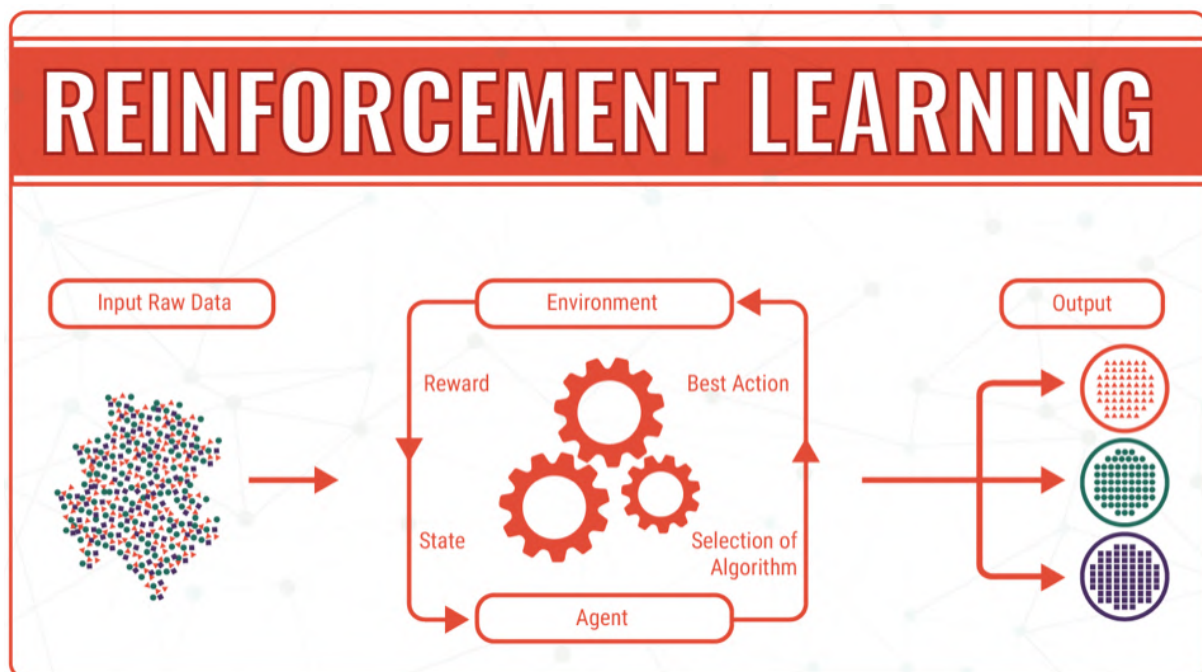 REINFORCEMENT LEARNING
Input Raw Data
Environment
Output
Reward
Best Action
State
Selection of
Algorithm
Agent